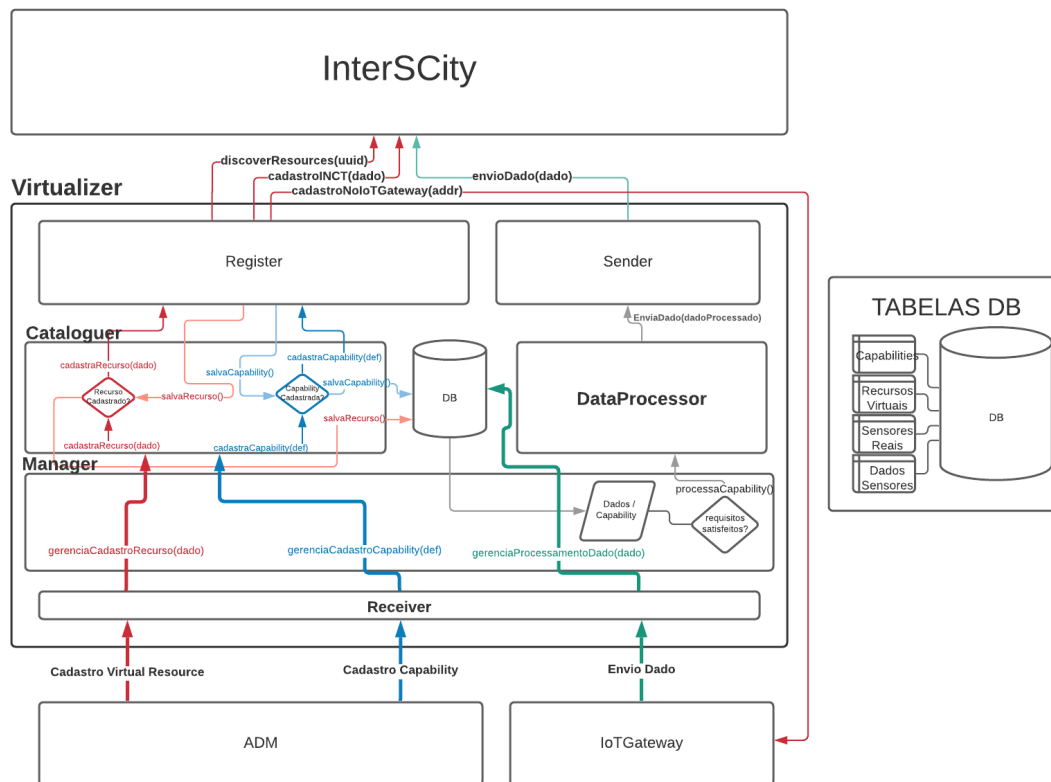 InterSCity
discoverResources(uuid)
cadastroINCT(dado)
envioDado(dado)
cadastroNoIoTGateway(addr)
Virtualizer
Register
Sender
EnviaDado(dadoProcessado)
Cataloguer
cadastraRecurso(dado)
cadastraCapability(def)
salvaCapability()
salvaCapability()
Recurso
Cadastrado?
Capability
Cadastrada?
salvaRecurso()
salvaRecurso()
cadastraRecurso(dado)
cadastraCapability(def)
DB
DataProcessor
Manager
processaCapability()
Dados /
Capability
requisitos
satisfeitos?
gerenciaCadastroRecurso(dado)
gerenciaCadastroCapability(def)
gerenciaProcessamentoDado(dado)
Receiver
Cadastro Virtual Resource
Cadastro Capability
Envio Dado
ADM
IoTGateway
TABELAS DB
Capabilities
Recursos
Virtuais
Sensores
Reais
Dados
Sensores
DB